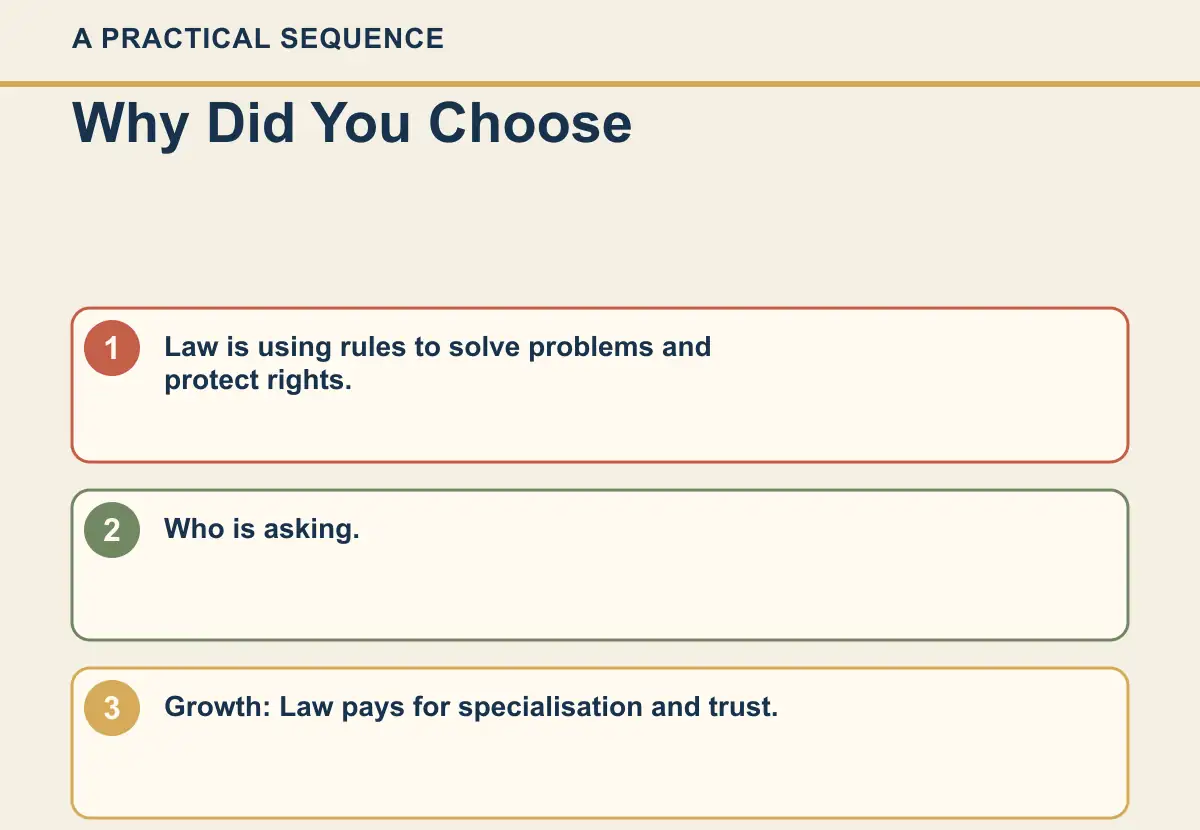 A PRACTICAL SEQUENCE
Why Did You Choose
1
Law is using rules to solve problems and
protect rights.
2
Who is asking.
3
Growth: Law pays for specialisation and trust.